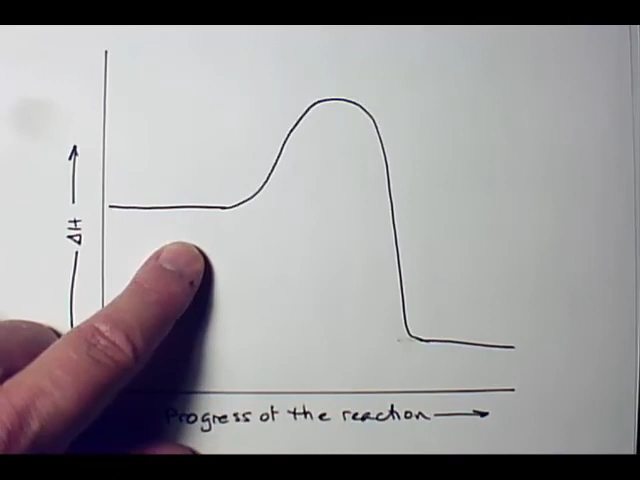 ΔH
Progress of the reaction